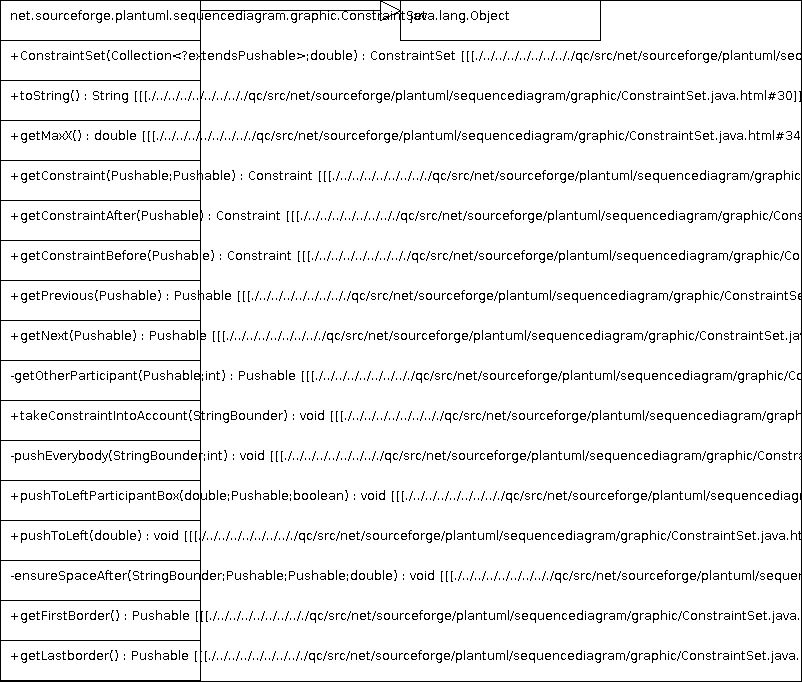 net.sourceforge.plantuml.sequencediagram.graphic.ConstraintSet
java.lang.Object
+ConstraintSet(Collection<?extendsPushable>;double) : ConstraintSet [[[./../../../../../../../qc/src/net/sourceforge/plantuml/seq
+toString() : String [[[./../../../../../../../qc/src/net/sourceforge/plantuml/sequencediagram/graphic/ConstraintSet.java.html#30]]
+getMaxX() : double [[[./../../../../../../../qc/src/net/sourceforge/plantuml/sequencediagram/graphic/ConstraintSet.java.html#34
+getConstraint(Pushable;Pushable) : Constraint [[[./../../../../../../../qc/src/net/sourceforge/plantuml/sequencediagram/graphic
+getConstraintAfter(Pushable) : Constraint [[[./../../../../../../../qc/src/net/sourceforge/plantuml/sequencediagram/graphic/Cons
+getConstraintBefore(Pushable) : Constraint [[[./../../../../../../../qc/src/net/sourceforge/plantuml/sequencediagram/graphic/Co
+getPrevious(Pushable) : Pushable [[[./../../../../../../../qc/src/net/sourceforge/plantuml/sequencediagram/graphic/ConstraintSe
+getNext(Pushable) : Pushable [[[./../../../../../../../qc/src/net/sourceforge/plantuml/sequencediagram/graphic/ConstraintSet.jav
-getOtherParticipant(Pushable;int) : Pushable [[[./../../../../../../../qc/src/net/sourceforge/plantuml/sequencediagram/graphic/Co
+takeConstraintIntoAccount(StringBounder) : void [[[./../../../../../../../qc/src/net/sourceforge/plantuml/sequencediagram/graph
-pushEverybody(StringBounder;int) : void [[[./../../../../../../../qc/src/net/sourceforge/plantuml/sequencediagram/graphic/Constra
+pushToLeftParticipantBox(double;Pushable;boolean) : void [[[./../../../../../../../qc/src/net/sourceforge/plantuml/sequencediag
+pushToLeft(double) : void [[[./../../../../../../../qc/src/net/sourceforge/plantuml/sequencediagram/graphic/ConstraintSet.java.ht
-ensureSpaceAfter(StringBounder;Pushable;Pushable;double) : void [[[./../../../../../../../qc/src/net/sourceforge/plantuml/sequen
+getFirstBorder() : Pushable [[[./../../../../../../../qc/src/net/sourceforge/plantuml/sequencediagram/graphic/ConstraintSet.java.
+getLastborder() : Pushable [[[./../../../../../../../qc/src/net/sourceforge/plantuml/sequencediagram/graphic/ConstraintSet.java.